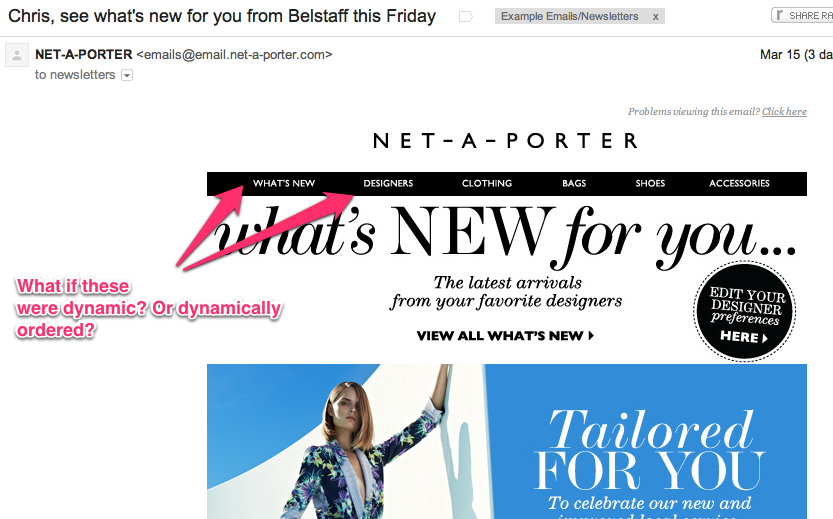 Chris, see what's new for you from Belstaff this Friday
Example Emails/Newsletters x
SHARE RA
NET-A-PORTER <emails@email.net-a-porter.com>
Mar 15 (3 da
to newsletters
Problems viewing this email? Click here
NET-A-PORTER
WHAT'S NEW DESIGNERS CLOTHING BAGS SHOES ACCESSORIES
what's NEW for you...
What if these
were dynamic? Or dynamically
ordered?
The latest arrivals
from your favorite designers
VIEW ALL WHAT'S NEW
EDIT YOUR
DESIGNER
preferences
HERE
Tailored
FOR YOU
To celebrate our new and
improved local service